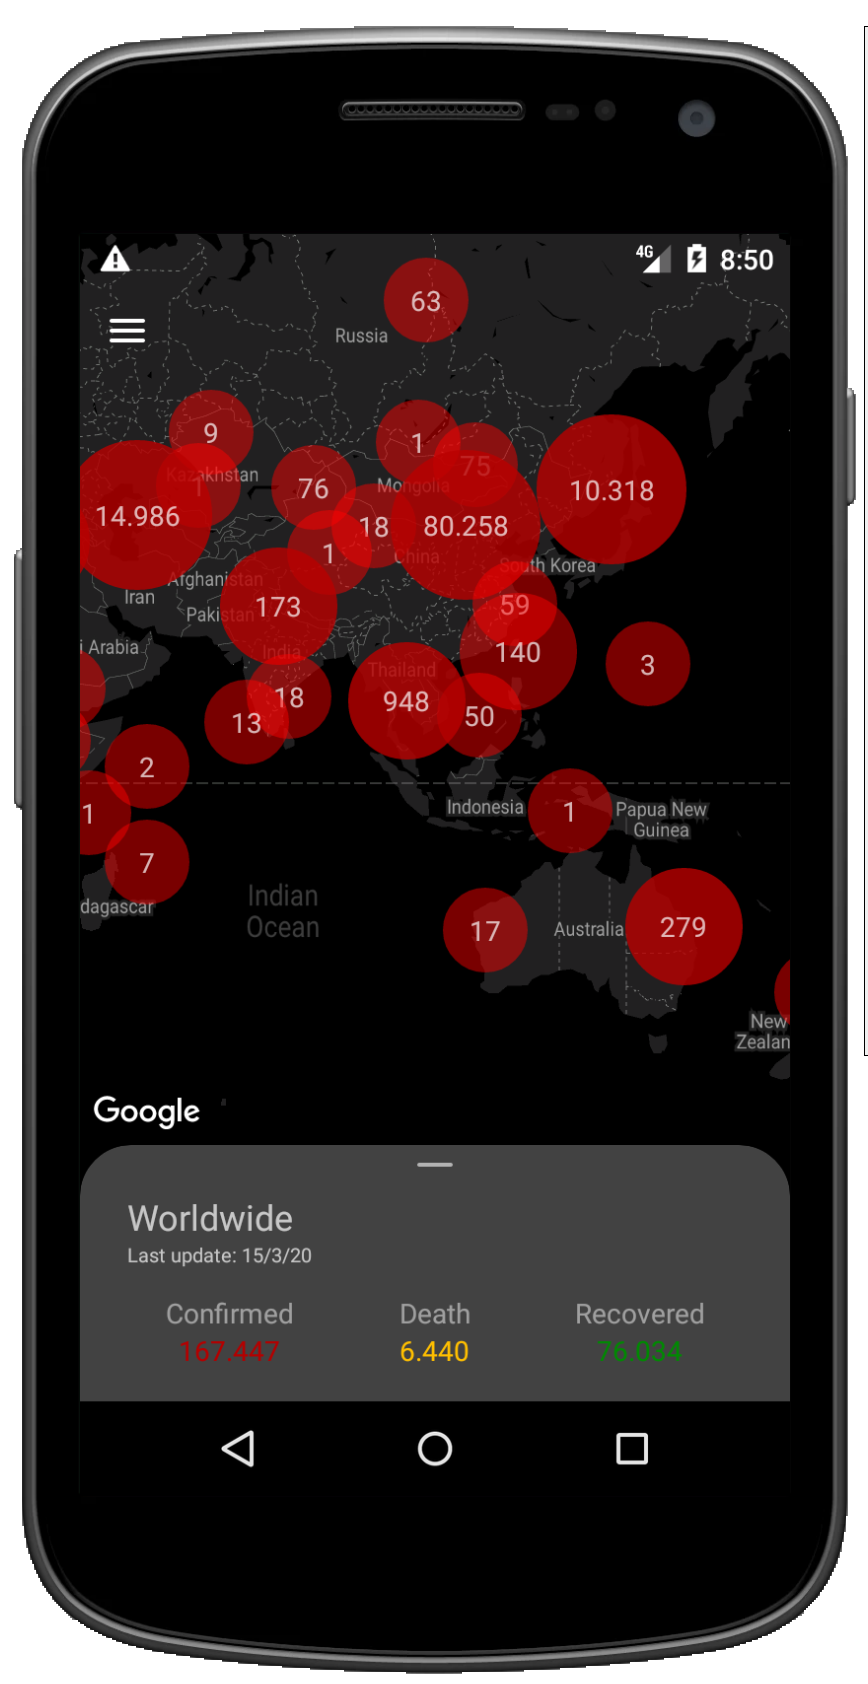 4G 8:50
63
Russia
9
1
75
Kazakhstan
1
76
Mongolia
10.318
14.986
18
80.258
1
China
South Korea
Afghanistan
Iran
173
59
Pakistan
i Arabia
India
140
Thailand
3
18
948
13
50
2
Indonesia
1
Papua New
Guinea
1
7
Indian
Ocean
dagascar
17
Australia
279
New
Zealan
Google
Worldwide
Last update: 15/3/20
Confirmed Death Recovered
167.447 6.440 76.034